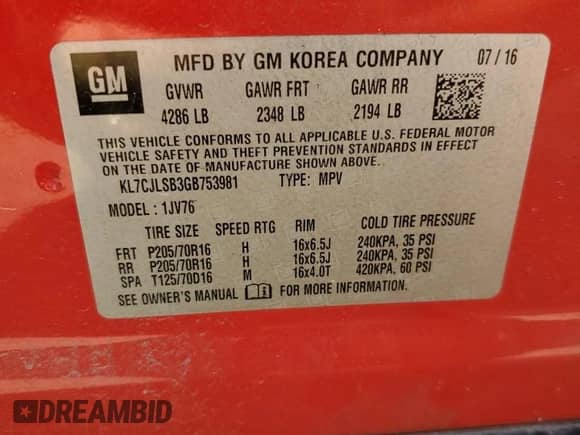 GM
MFD BY GM KOREA COMPANY 07 / 16
GVWR GAWR FRT GAWR RR
4286 LB 2348 LB 2194 LB
THIS VEHICLE CONFORMS TO ALL APPLICABLE U.S. FEDERAL MOTOR
VEHICLE SAFETY AND THEFT PREVENTION STANDARDS IN EFFECT
ON THE DATE OF MANUFACTURE SHOWN ABOVE.
KL7CJLSB3GB753981 TYPE: MPV
MODEL : 1JV76
TIRE SIZE SPEED RTG RIM COLD TIRE PRESSURE
FRT P205/70R16 H 16x6.5J 240KPA, 35 PSI
RR P205/70R16 H 16x6.5J 240KPA, 35 PSI
SPA T125/70D16 M 16x4.0T 420KPA, 60 PSI
SEE OWNER'S MANUAL FOR MORE INFORMATION.
DREAMBID